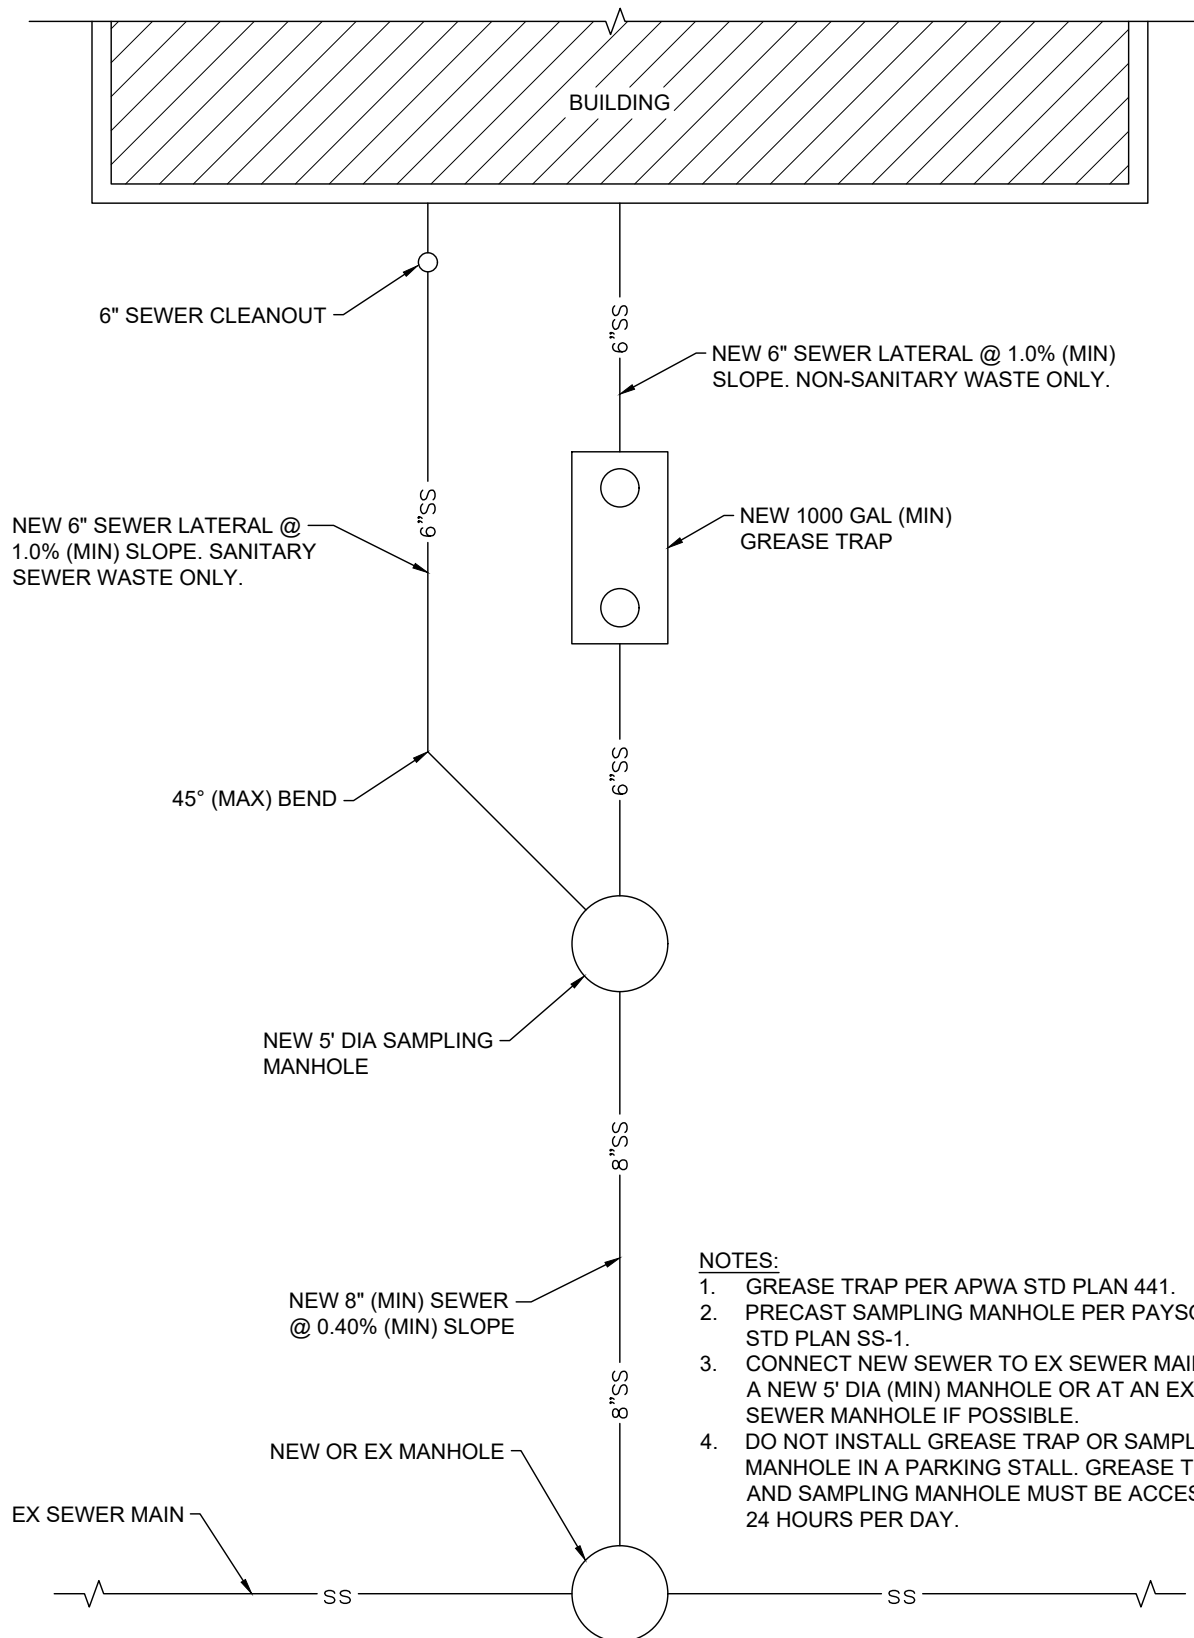 BUILDING
6" SEWER CLEANOUT
6"SS
NEW 6" SEWER LATERAL @ 1.0% (MIN)
SLOPE. NON-SANITARY WASTE ONLY.
6"SS
NEW 6" SEWER LATERAL @
1.0% (MIN) SLOPE. SANITARY
SEWER WASTE ONLY.
NEW 1000 GAL (MIN)
GREASE TRAP
6"SS
45° (MAX) BEND
NEW 5' DIA SAMPLING
MANHOLE
8"SS
NEW 8" (MIN) SEWER
@ 0.40% (MIN) SLOPE
8"SS
NEW OR EX MANHOLE
EX SEWER MAIN
SS
SS
NOTES:
1. GREASE TRAP PER APWA STD PLAN 441.
2. PRECAST SAMPLING MANHOLE PER
STD PLAN SS-1.
3. CONNECT NEW SEWER TO EX SEWER
A NEW 5' DIA (MIN) MANHOLE OR AT AN EX
SEWER MANHOLE IF POSSIBLE.
4. DO NOT INSTALL GREASE TRAP OR
MANHOLE IN A PARKING STALL. GREASE
AND SAMPLING MANHOLE MUST BE
24 HOURS PER DAY.